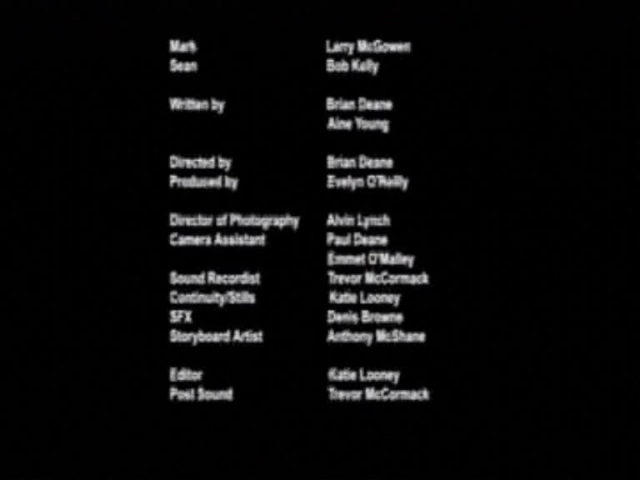 Mark Larry McGowen
Sean Bob Kelly
Written by Brian Deane
Aine Young
Directed by Brian Deane
Produced by Evelyn O'Reilly
Director of Photography Alvin Lynch
Camera Assistant Paul Deane
Emmet O'Malley
Sound Recordist Trevor McCormack
Continuity/Stills Katie Looney
SFX Denis Browne
Storyboard Artist Anthony McShane
Editor Katie Looney
Post Sound Trevor McCormack